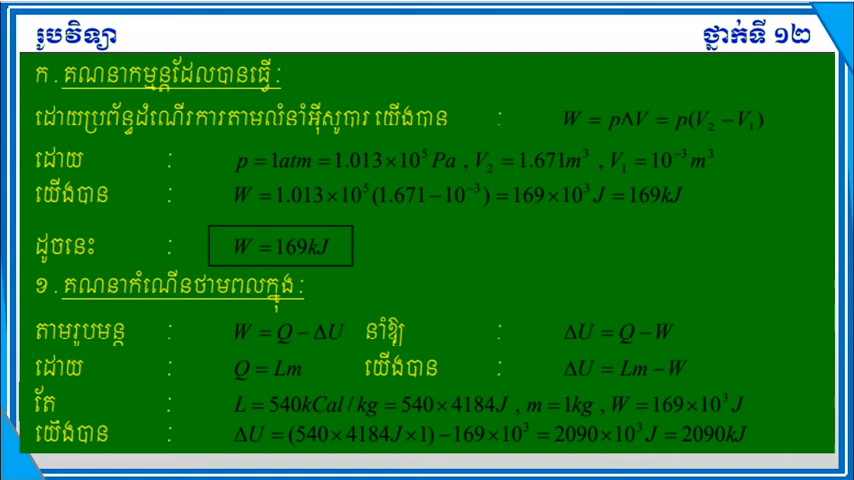 រូបវិទ្យា ថ្នាក់ទី ១២
ក . គណនាកម្មន្តដែលបានធ្វើ :
ដោយប្រព័ន្ធដំណើរការតាមលំនាំអ៊ីសូបារ យើងបាន : W = pΛV = p(V₂ − V₁)
ដោយ : p = 1atm = 1.013×10⁵ Pa , V₂ = 1.671m³ , V₁ = 10⁻³ m³
យើងបាន : W = 1.013×10⁵(1.671−10⁻³) = 169×10³ J = 169kJ
ដូចនេះ : W = 169kJ
ខ . គណនាកំណើនថាមពលក្នុង :
តាមរូបមន្ត : W = Q − ΔU នាំឱ្យ : ΔU = Q − W
ដោយ : Q = Lm យើងបាន : ΔU = Lm − W
តែ : L = 540kCal / kg = 540×4184J , m = 1kg , W = 169×10³ J
យើងបាន : ΔU = (540×4184J×1) −169×10³ = 2090×10³ J = 2090kJ